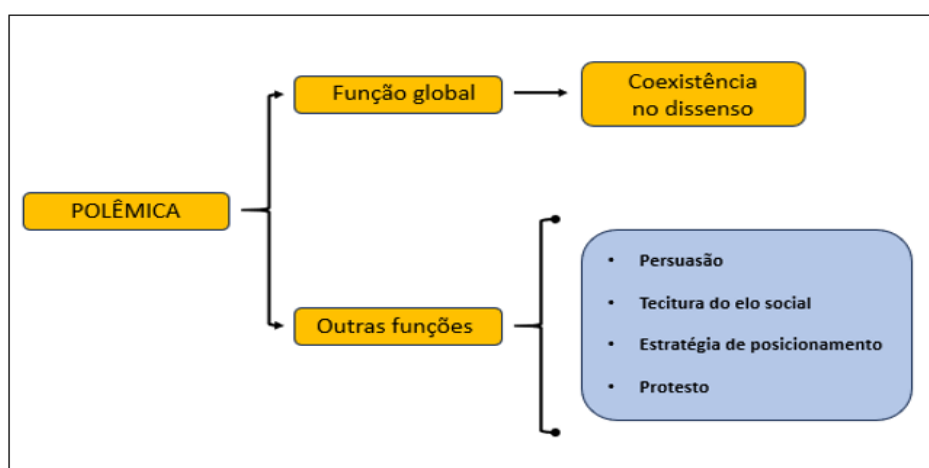 Função global
Coexistência
no dissenso
POLÊMICA
Outras funções
• Persuasão
• Tecitura do elo social
• Estratégia de posicionamento
• Protesto